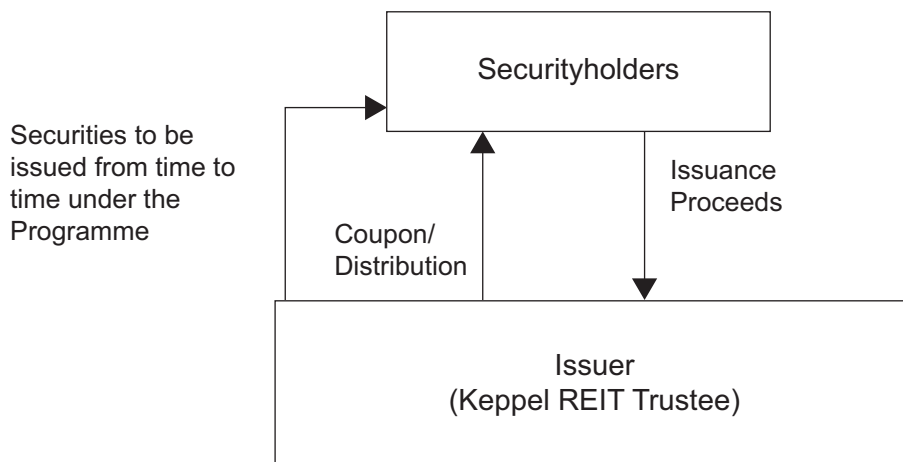 Securityholders
Securities to be
issued from time to
time under the
Programme
Issuance
Proceeds
Coupon/
Distribution
Issuer
(Keppel REIT Trustee)